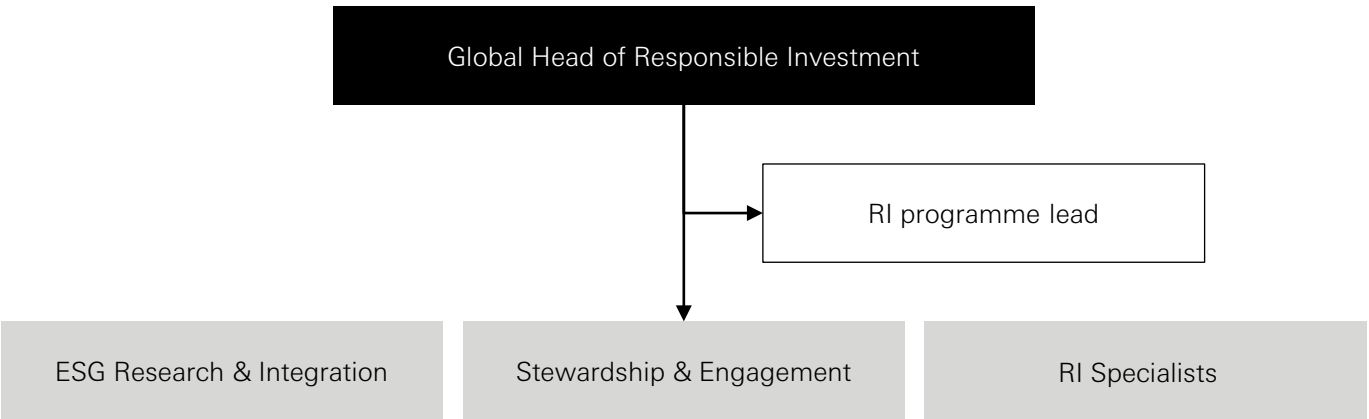 Global Head of Responsible Investment
RI programme lead
ESG Research & Integration
Stewardship & Engagement
RI Specialists